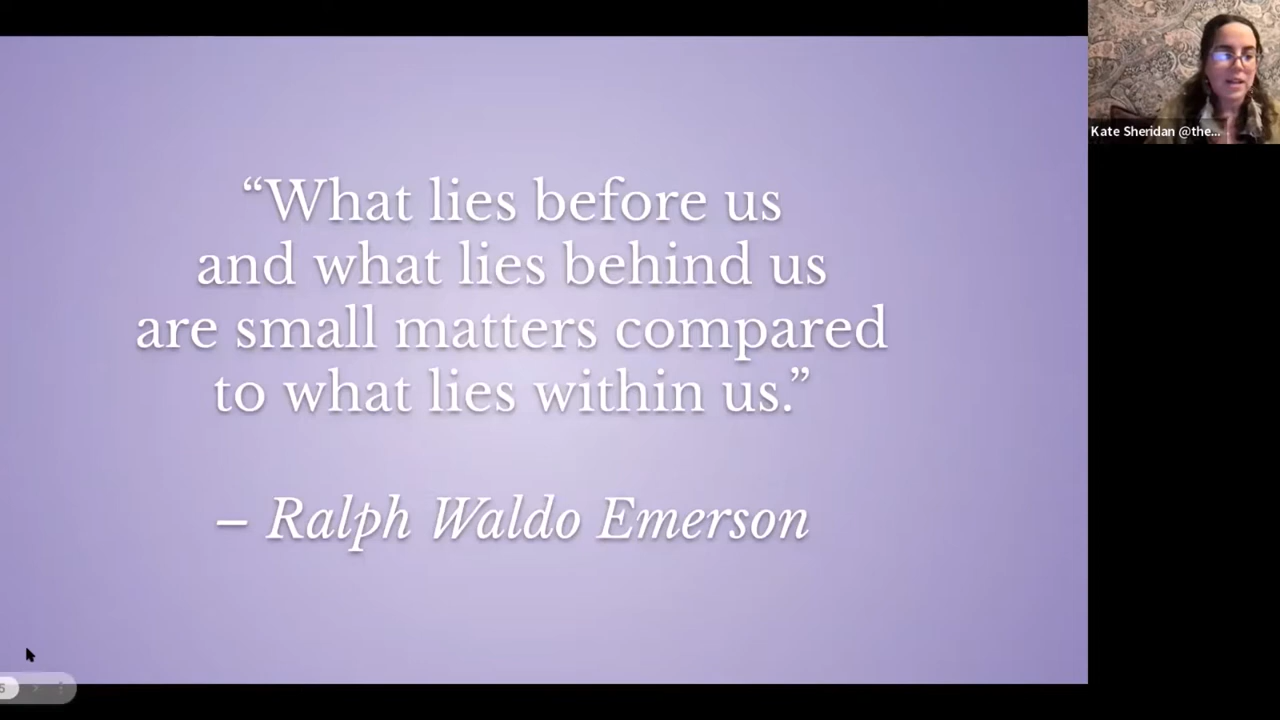 “What lies before us
and what lies behind us
are small matters compared
to what lies within us.”
– Ralph Waldo Emerson
Kate Sheridan @the...
5